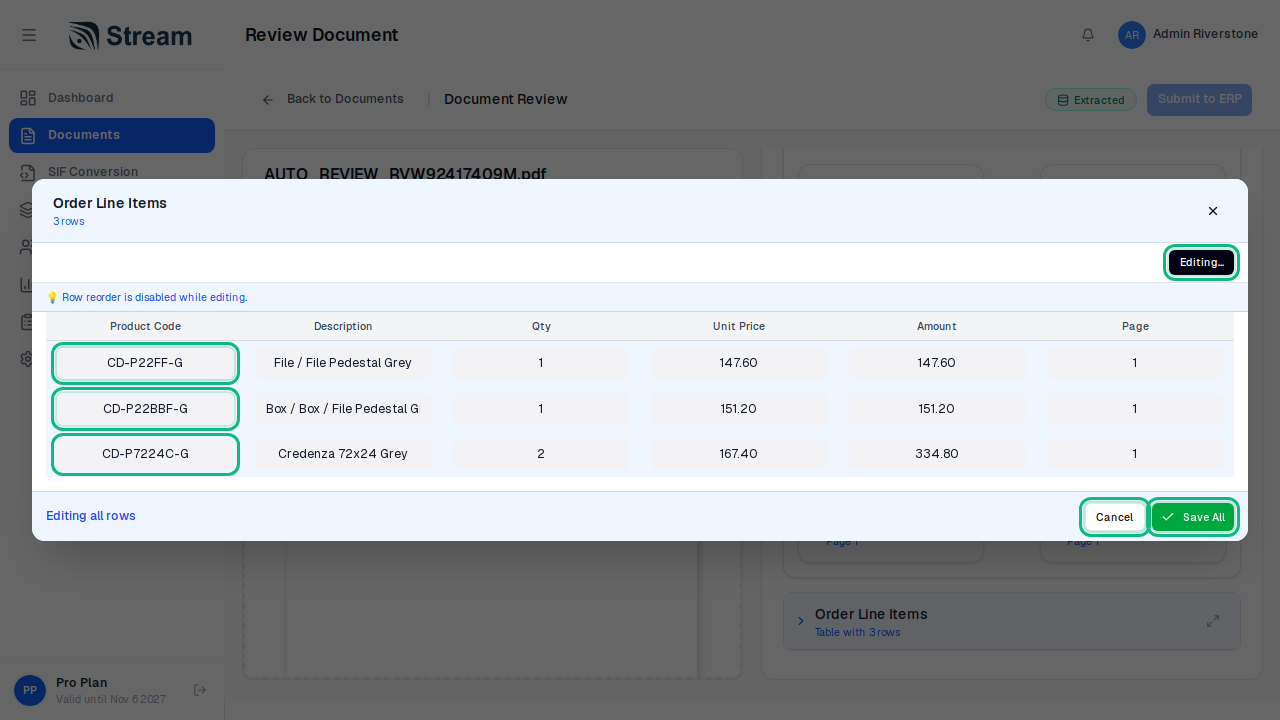 Stream
Review Document
AR
Admin Riverstone
Dashboard
Back to Documents
Document Review
Extracted
Submit to ERP
Documents
SIF Conversion
AUTO_REVIEW_RVW92417409M.pdf
Order Line Items
3 rows
Editing...
💡 Row reorder is disabled while editing.
Product Code Description Qty Unit Price Amount Page
CD-P22FF-G File / File Pedestal Grey 1 147.60 147.60 1
CD-P22BBF-G Box / Box / File Pedestal G 1 151.20 151.20 1
CD-P7224C-G Credenza 72x24 Grey 2 167.40 334.80 1
Editing all rows
Cancel
Save All
Page 1
Page 1
Order Line Items
Table with 3 rows
PP
Pro Plan
Valid until Nov 6 2027